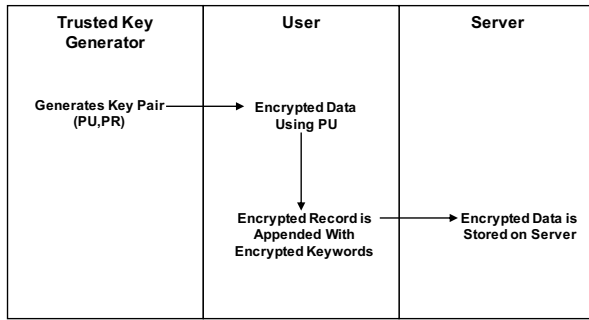 Trusted Key
Generator
User
Server
Generates Key Pair
(PU,PR)
Encrypted Data
Using PU
Encrypted Record is
Appended With
Encrypted Keywords
Encrypted Data is
Stored on Server